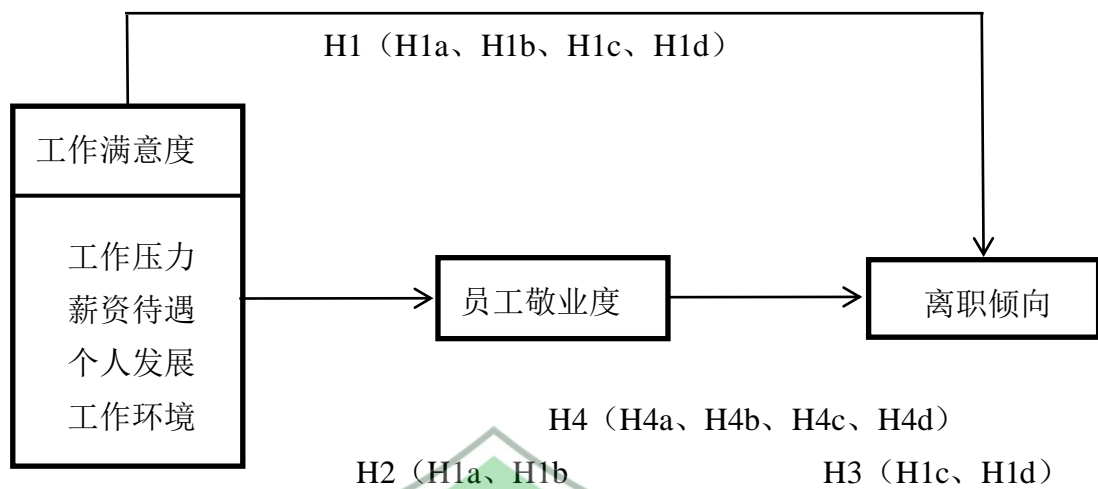 H1（H1a、H1b、H1c、H1d）
工作满意度
工作压力
薪资待遇
个人发展
工作环境
员工敬业度
离职倾向
H4（H4a、H4b、H4c、H4d）
H2（H1a、H1b
H3（H1c、H1d）